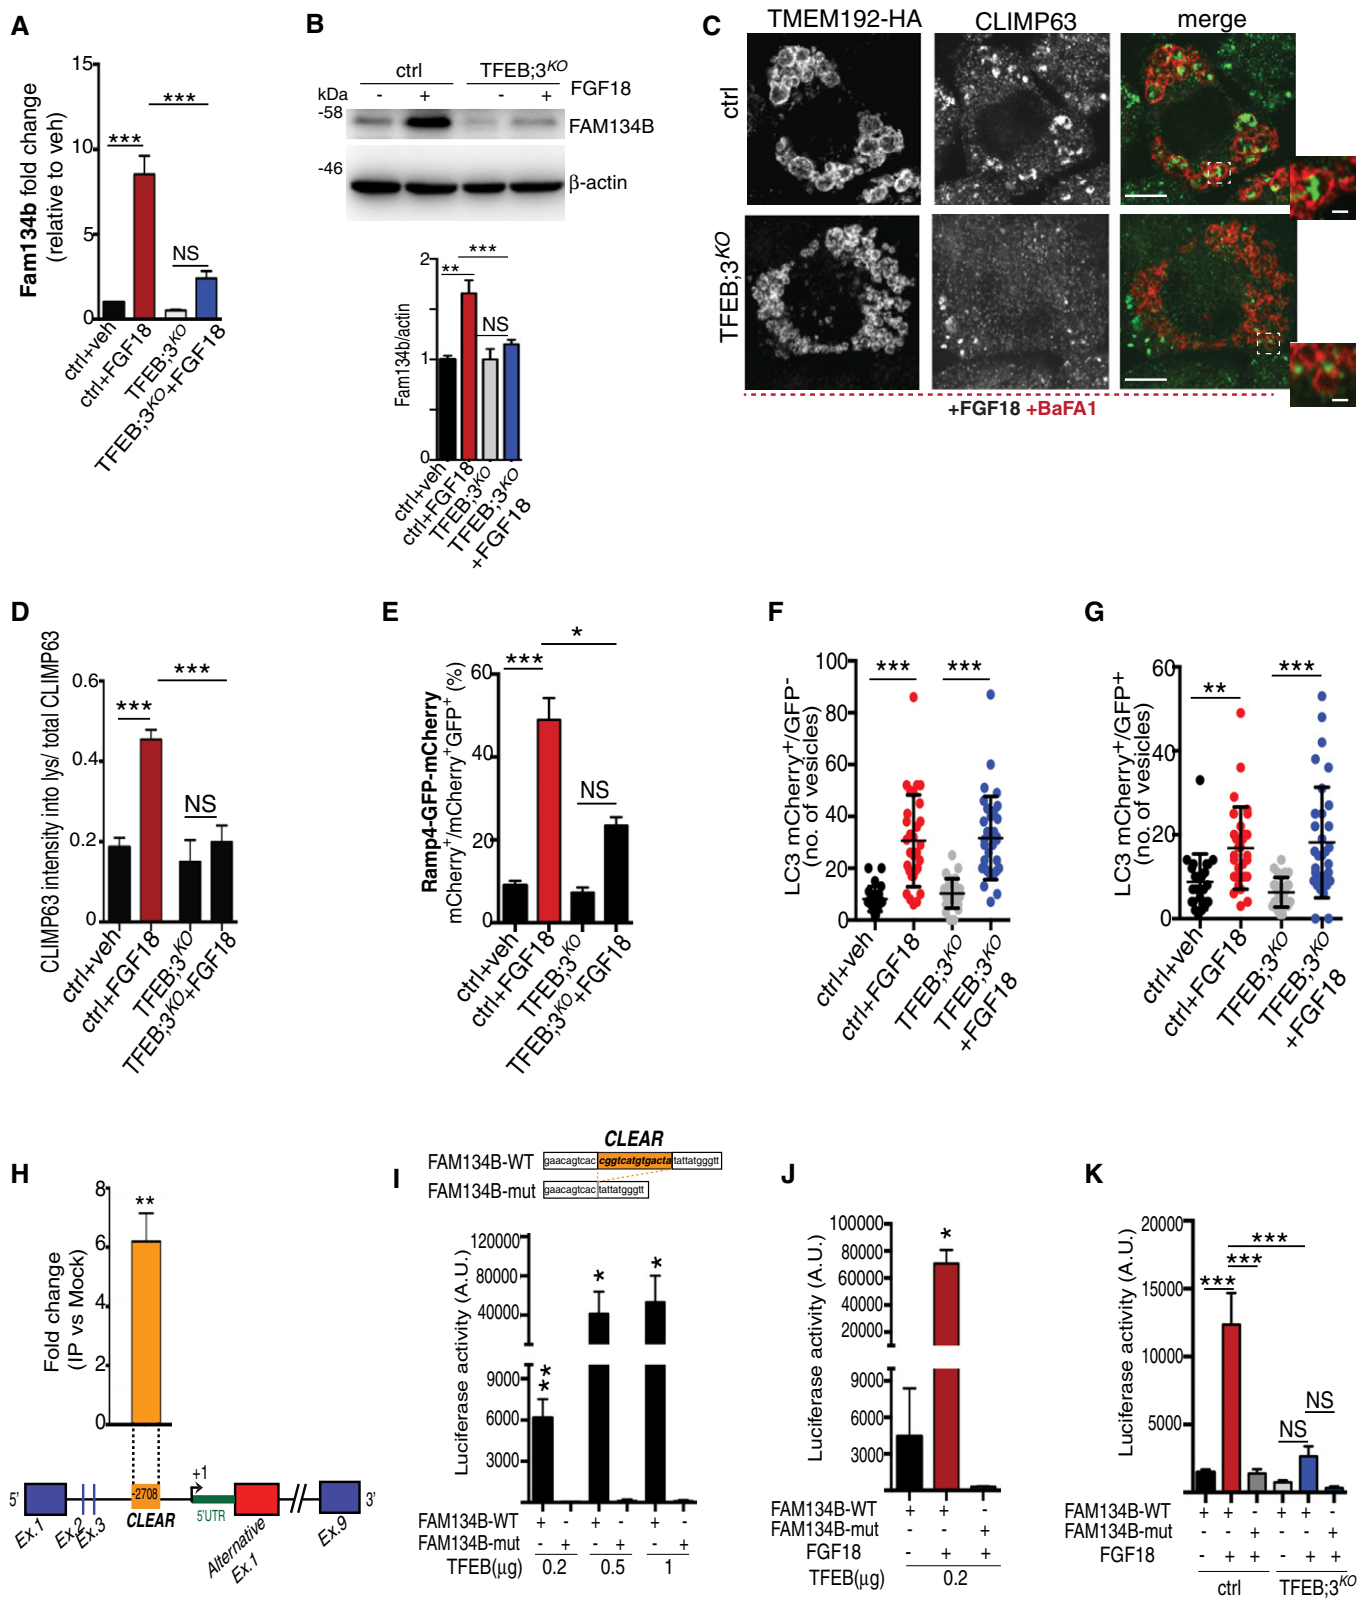 A
Fam134b fold change
(relative to veh)
15
10
5
0
***
***
NS
ctrl+veh
ctrl+FGF18
TFEB;3KO
TFEB;3KO+FGF18
B
ctrl
TFEB;3KO
kDa
- + - +
FGF18
-58
FAM134B
-46
β-actin
Fam134b/actin
2
1
0
**
***
NS
ctrl+veh
ctrl+FGF18
TFEB;3KO
TFEB;3KO
+FGF18
C
TMEM192-HA
CLIMP63
merge
ctrl
TFEB;3KO
+FGF18 +BaFA1
D
CLIMP63 intensity into lys/ total CLIMP63
0.6
0.4
0.2
0
***
***
NS
ctrl+veh
ctrl+FGF18
TFEB;3KO
TFEB;3KO+FGF18
E
Ramp4-GFP-mCherry
mCherry+/mCherry+GFP+ (%)
60
40
20
0
***
*
NS
ctrl+veh
ctrl+FGF18
TFEB;3KO
TFEB;3KO+FGF18
F
LC3 mCherry+/GFP-
(no. of vesicles)
100
80
60
40
20
0
***
***
ctrl+veh
ctrl+FGF18
TFEB;3KO
TFEB;3KO
+FGF18
G
LC3 mCherry+/GFP+
(no. of vesicles)
60
40
20
0
**
***
ctrl+veh
ctrl+FGF18
TFEB;3KO
TFEB;3KO
+FGF18
H
Fold change
(IP vs Mock)
8
6
4
2
0
**
5'
Ex.1
Ex.2
Ex.3
-2708
CLEAR
+1
5'UTR
Alternative
Ex.1
Ex.9
3'
I
CLEAR
FAM134B-WT
gaacagtcac cggtcatgtgacta tattatgggtt
FAM134B-mut
gaacagtcac tattatgggtt
Luciferase activity (A.U.)
120000
80000
40000
9000
6000
3000
**
*
*
FAM134B-WT + - + - + -
FAM134B-mut - + - + - +
TFEB(μg) 0.2 0.5 1
J
Luciferase activity (A.U.)
100000
80000
60000
40000
20000
9000
6000
3000
*
FAM134B-WT + + -
FAM134B-mut - - +
FGF18 - + +
TFEB(μg) 0.2
K
Luciferase activity (A.U.)
20000
15000
10000
5000
0
***
***
***
NS
NS
FAM134B-WT + + - + + -
FAM134B-mut - - + - - +
FGF18 - + + - + +
ctrl TFEB;3KO